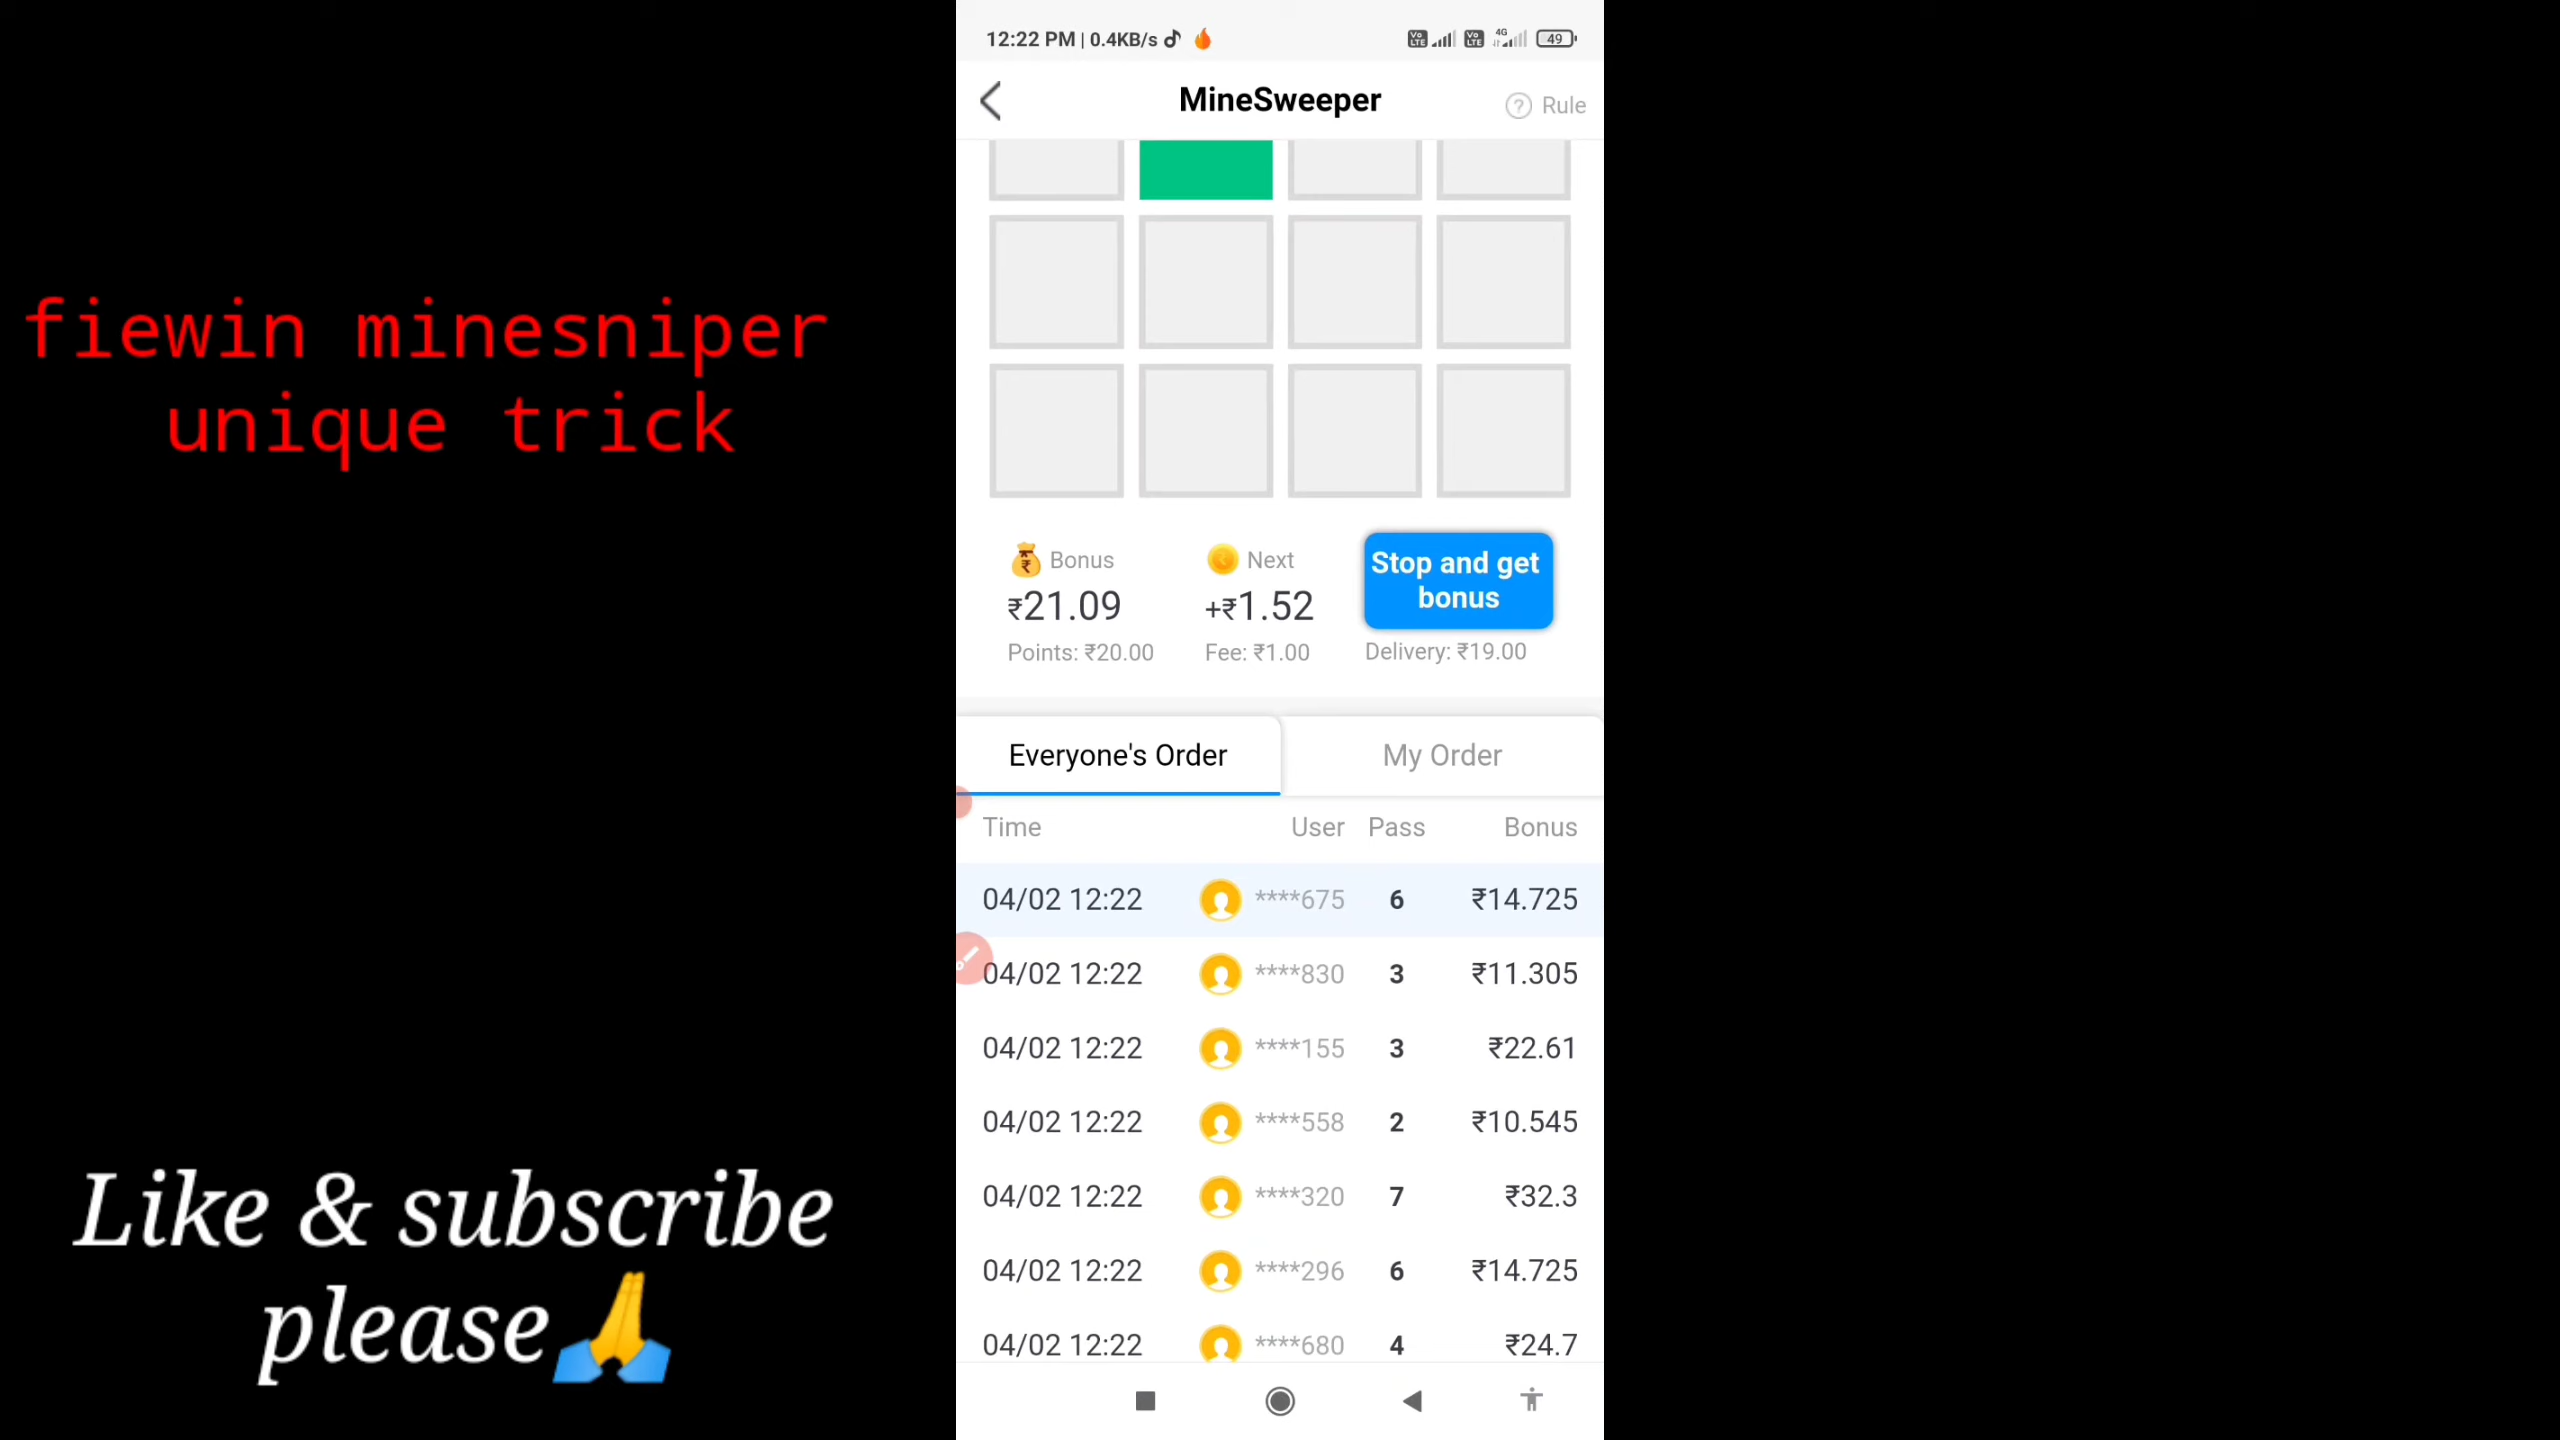 fiewin minesniper
unique trick
Like & subscribe
please🙏
12:22 PM | 0.4KB/s
Vo LTE Vo LTE 4G 49
MineSweeper
? Rule
Bonus Next Stop and get
bonus
₹21.09 +₹1.52
Points: ₹20.00 Fee: ₹1.00 Delivery: ₹19.00
Everyone's Order My Order
Time User Pass Bonus
04/02 12:22 ****675 6 ₹14.725
04/02 12:22 ****830 3 ₹11.305
04/02 12:22 ****155 3 ₹22.61
04/02 12:22 ****558 2 ₹10.545
04/02 12:22 ****320 7 ₹32.3
04/02 12:22 ****296 6 ₹14.725
04/02 12:22 ****680 4 ₹24.7